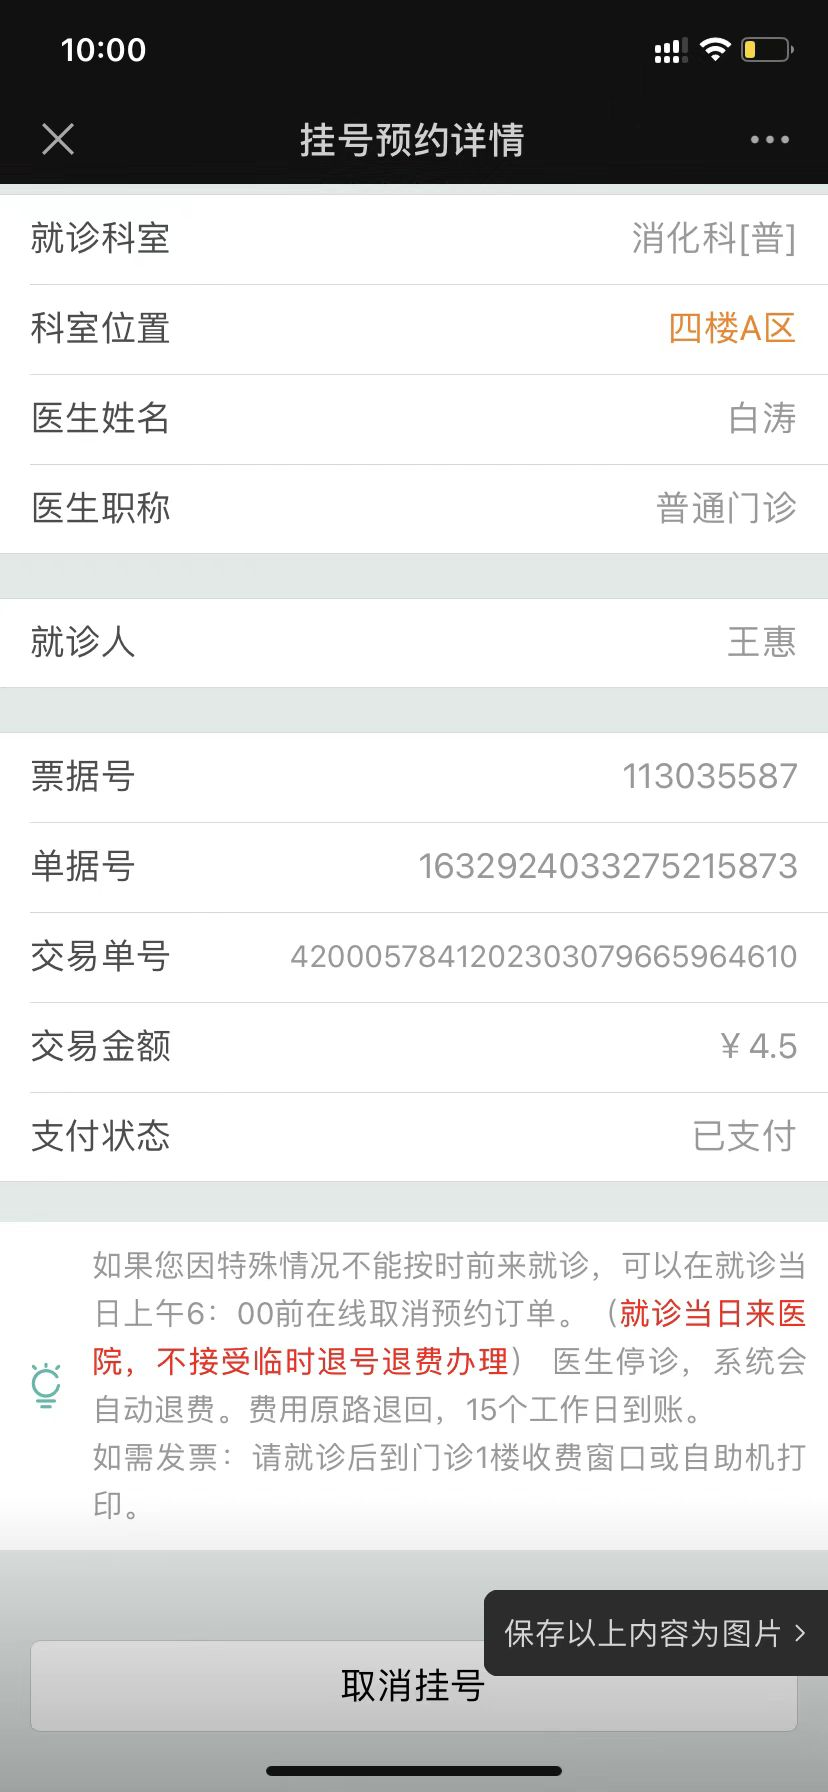 10:00
挂号预约详情
就诊科室 消化科[普]
科室位置 四楼A区
医生姓名 白涛
医生职称 普通门诊
就诊人 王惠
票据号 113035587
单据号 1632924033275215873
交易单号 4200057841202303079665964610
交易金额 ¥ 4.5
支付状态 已支付
如果您因特殊情况不能按时前来就诊，可以在就诊当
日上午6：00前在线取消预约订单。（就诊当日来医
院，不接受临时退号退费办理） 医生停诊，系统会
自动退费。费用原路退回，15个工作日到账。
如需发票：请就诊后到门诊1楼收费窗口或自助机打
印。
保存以上内容为图片 >
取消挂号